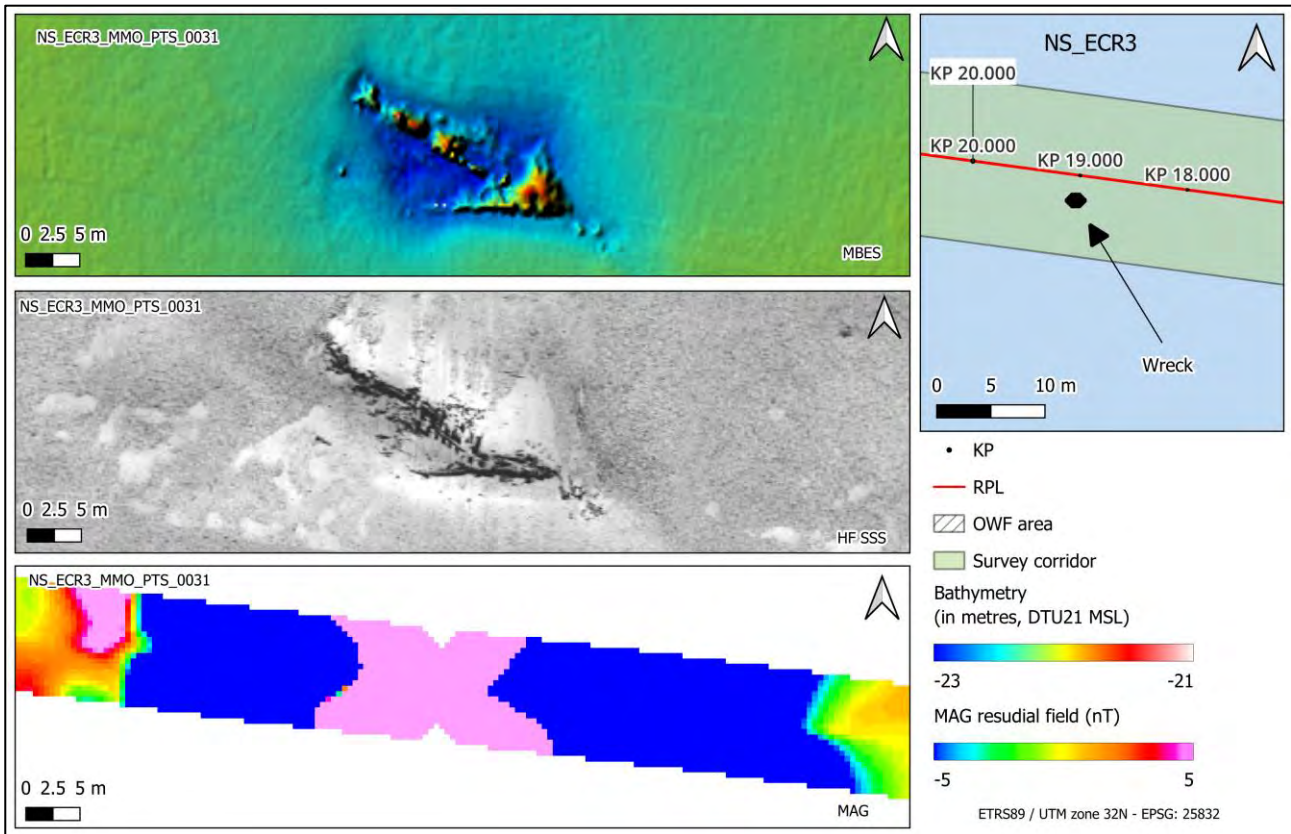 NS_ECR3_MMO_PTS_0031
0 2.5 5 m
MBES
NS_ECR3_MMO_PTS_0031
0 2.5 5 m
HF SSS
NS_ECR3_MMO_PTS_0031
0 2.5 5 m
MAG
NS_ECR3
KP 20.000
KP 20.000
KP 19.000
KP 18.000
Wreck
0 5 10 m
KP
RPL
OWF area
Survey corridor
Bathymetry
(in metres, DTU21 MSL)
-23 -21
MAG resudial field (nT)
-5 5
ETRS89 / UTM zone 32N - EPSG: 25832